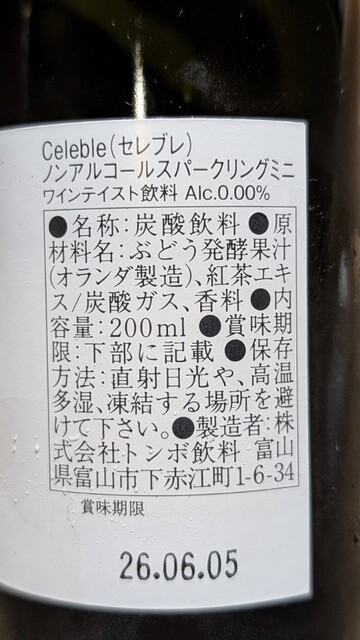 Celeble(セレブレ)
ノンアルコールスパークリングミニ
ワインテイスト飲料 Alc.0.00%
●名称:炭酸飲料 ●原
材料名:ぶどう発酵果汁
(オランダ製造)、紅茶エキ
ス/炭酸ガス、香料 ●内
容量:200ml ●賞味期
限:下部に記載 ●保存
方法:直射日光や、高温
多湿、凍結する場所を避
けて下さい。●製造者:株
式会社トンボ飲料 富山
県富山市下赤江町1-6-34
賞味期限
26.06.05